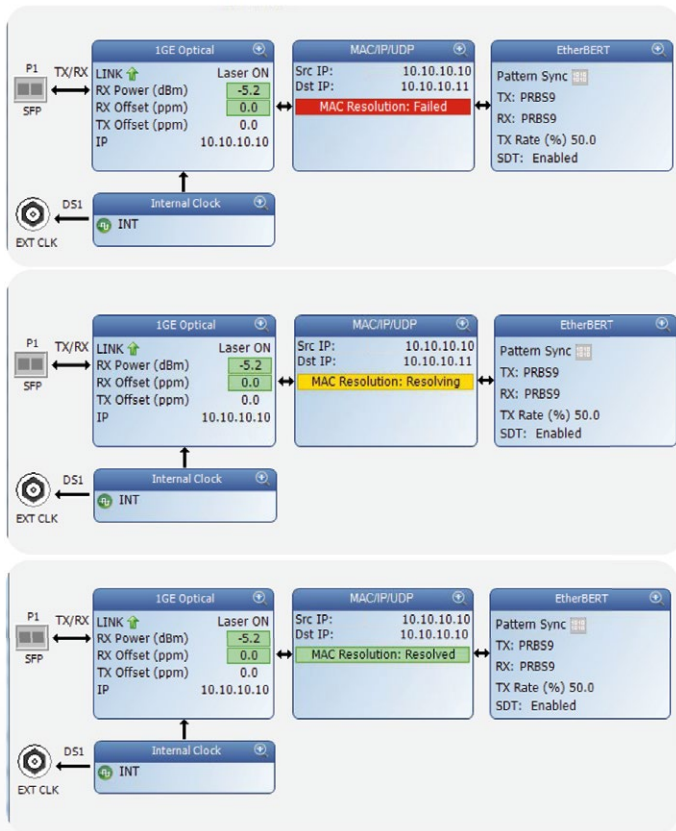 1GE Optical
MAC/IP/UDP
EtherBERT
P1
TX/RX
SFP
LINK
Laser ON
RX Power (dBm)
-5.2
RX Offset (ppm)
0.0
TX Offset (ppm)
0.0
IP
10.10.10.10
Src IP:
10.10.10.10
Dst IP:
10.10.10.11
MAC Resolution: Failed
Pattern Sync
TX: PRBS9
RX: PRBS9
TX Rate (%) 50.0
SDT: Enabled
DS1
EXT CLK
Internal Clock
INT
1GE Optical
MAC/IP/UDP
EtherBERT
P1
TX/RX
SFP
LINK
Laser ON
RX Power (dBm)
-5.2
RX Offset (ppm)
0.0
TX Offset (ppm)
0.0
IP
10.10.10.10
Src IP:
10.10.10.10
Dst IP:
10.10.10.11
MAC Resolution: Resolving
Pattern Sync
TX: PRBS9
RX: PRBS9
TX Rate (%) 50.0
SDT: Enabled
DS1
EXT CLK
Internal Clock
INT
1GE Optical
MAC/IP/UDP
EtherBERT
P1
TX/RX
SFP
LINK
Laser ON
RX Power (dBm)
-5.2
RX Offset (ppm)
0.0
TX Offset (ppm)
0.0
IP
10.10.10.10
Src IP:
10.10.10.10
Dst IP:
10.10.10.10
MAC Resolution: Resolved
Pattern Sync
TX: PRBS9
RX: PRBS9
TX Rate (%) 50.0
SDT: Enabled
DS1
EXT CLK
Internal Clock
INT